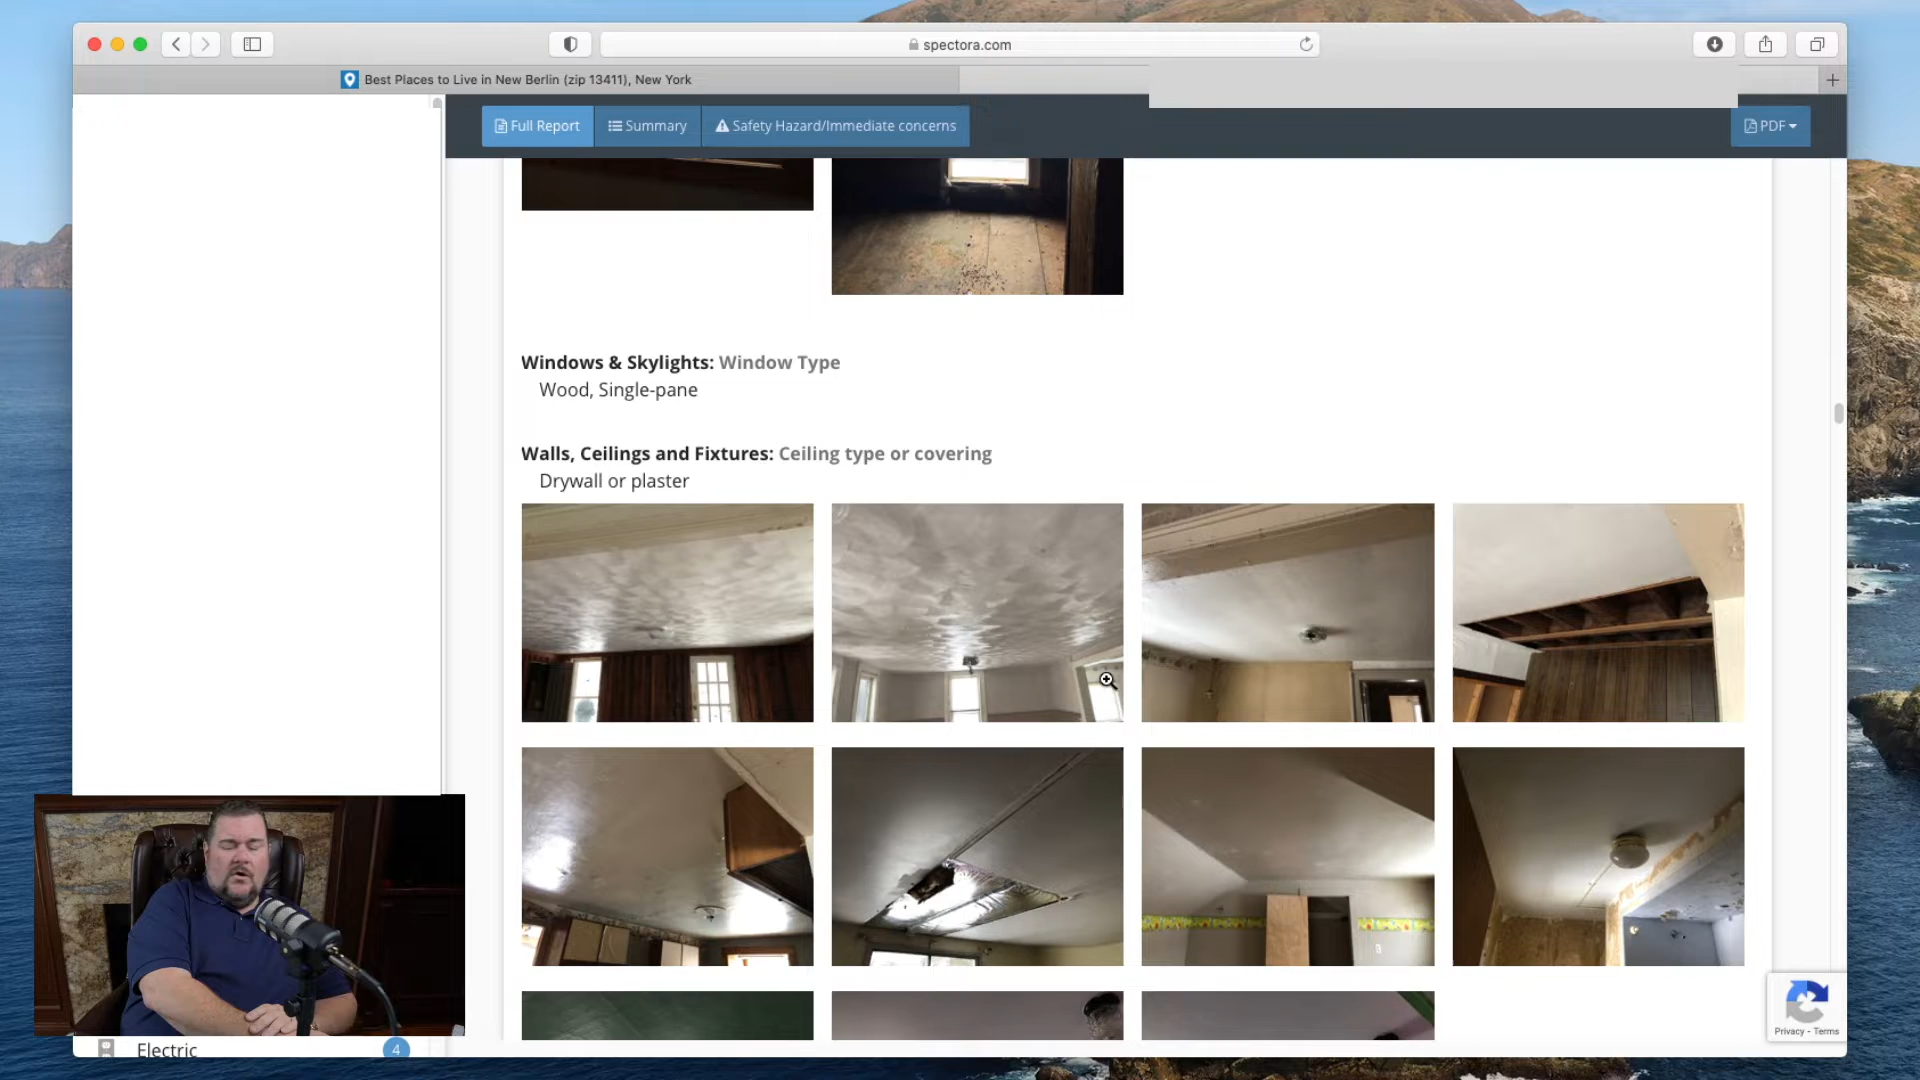 spectora.com
Best Places to Live in New Berlin (zip 13411), New York
Full Report
Summary
Safety Hazard/Immediate concerns
PDF
Windows & Skylights: Window Type
Wood, Single-pane
Walls, Ceilings and Fixtures: Ceiling type or covering
Drywall or plaster
Electric
4
Privacy - Terms